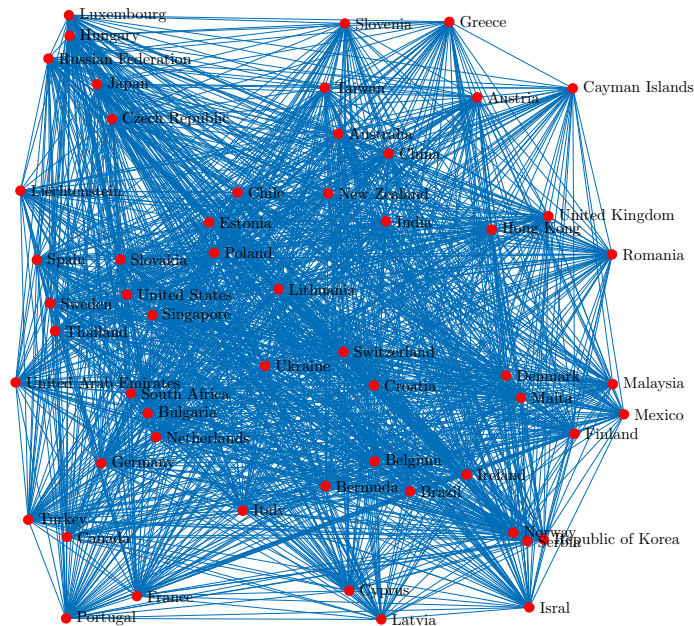 Luxembourg
Slovenia
Greece
Hungary
Russian Federation
Japan
Taiwan
Cayman Islands
Austria
Czech Republic
Australia
China
Liechtenstein
Chile
New Zealand
Estonia
India
United Kingdom
Hong Kong
Spain
Slovakia
Poland
Romania
Sweden
United States
Lithuania
Singapore
Thailand
Switzerland
Ukraine
United Arab Emirates
South Africa
Croatia
Denmark
Malaysia
Malta
Bulgaria
Mexico
Netherlands
Finland
Germany
Belgium
Ireland
Bermuda
Brazil
Italy
Turkey
Canada
Norway
Serbia
Republic of Korea
France
Cyprus
Isral
Portugal
Latvia